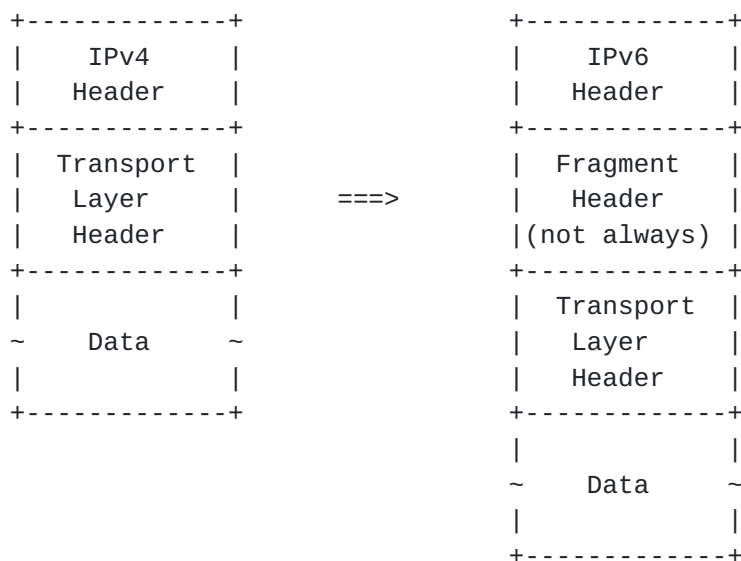 +-------------+                 +-------------+
|    IPv4     |                 |    IPv6     |
|   Header    |                 |   Header    |
+-------------+                 +-------------+
|  Transport  |                 |  Fragment   |
|   Layer     |      ===>       |   Header    |
|   Header    |                 |(not always) |
+-------------+                 +-------------+
|             |                 |  Transport  |
~    Data     ~                 |   Layer     |
|             |                 |   Header    |
+-------------+                 +-------------+
                                |             |
                                ~    Data     ~
                                |             |
                                +-------------+